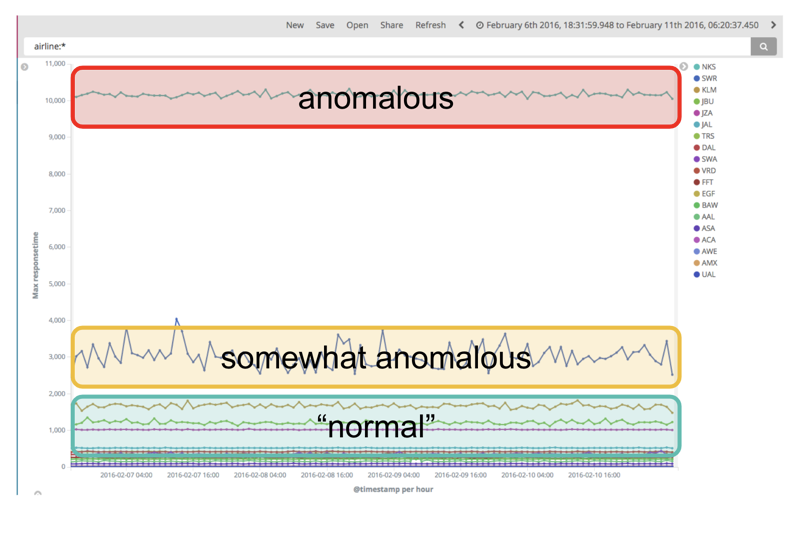 New Save Open Share Refresh February 6th 2016, 18:31:59.948 to February 11th 2016, 06:20:37.450
airline:*
11,000
10,000
9,000
8,000
7,000
6,000
5,000
4,000
3,000
2,000
1,000
0
Max responsetime
anomalous
somewhat anomalous
“normal”
2016-02-07 04:00 2016-02-07 16:00 2016-02-08 04:00 2016-02-08 16:00 2016-02-09 04:00 2016-02-09 16:00 2016-02-10 04:00 2016-02-10 16:00
@timestamp per hour
NKS
SWR
KLM
JBU
JZA
JAL
TRS
DAL
SWA
VRD
FFT
EGF
BAW
AAL
ASA
ACA
AWE
AMX
UAL